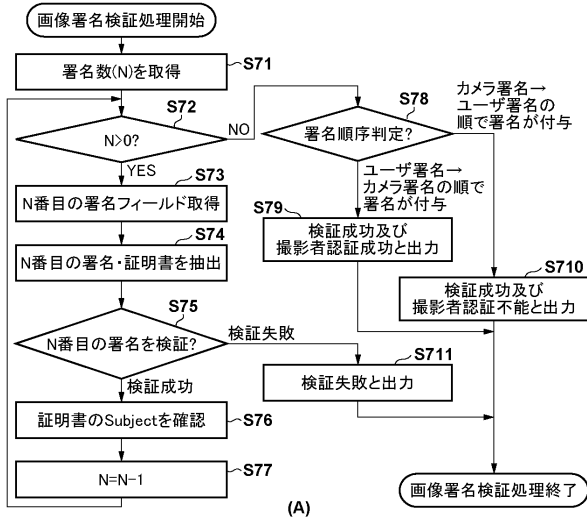 画像署名検証処理開始
S71
署名数(N)を取得
S72
N>0?
NO
YES
S73
N番目の署名フィールド取得
S74
N番目の署名・証明書を抽出
S75
N番目の署名を検証?
検証失敗
検証成功
S76
証明書のSubjectを確認
S77
N=N-1
S78
署名順序判定?
カメラ署名→
ユーザ署名の
順で署名が付与
ユーザ署名→
カメラ署名の順で
署名が付与
S79
検証成功及び
撮影者認証成功と出力
S710
検証成功及び
撮影者認証不能と出力
S711
検証失敗と出力
画像署名検証処理終了
(A)